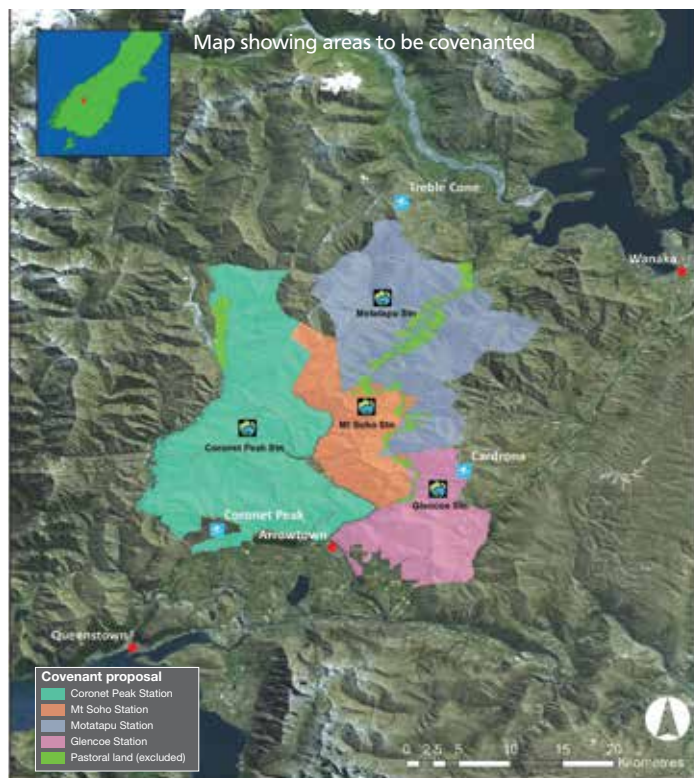 Map showing areas to be covenanted
Treble Cone
Wanaka
Motatapu Stn
Mt Soho Stn
Coronet Peak Stn
Cardrona
Glencoe Stn
Coronet Peak
Arrowtown
Queenstown
Covenant proposal
Coronet Peak Station
Mt Soho Station
Motatapu Station
Glencoe Station
Pastoral land (excluded)
0 2.5 5 10 15 20
Kilometres